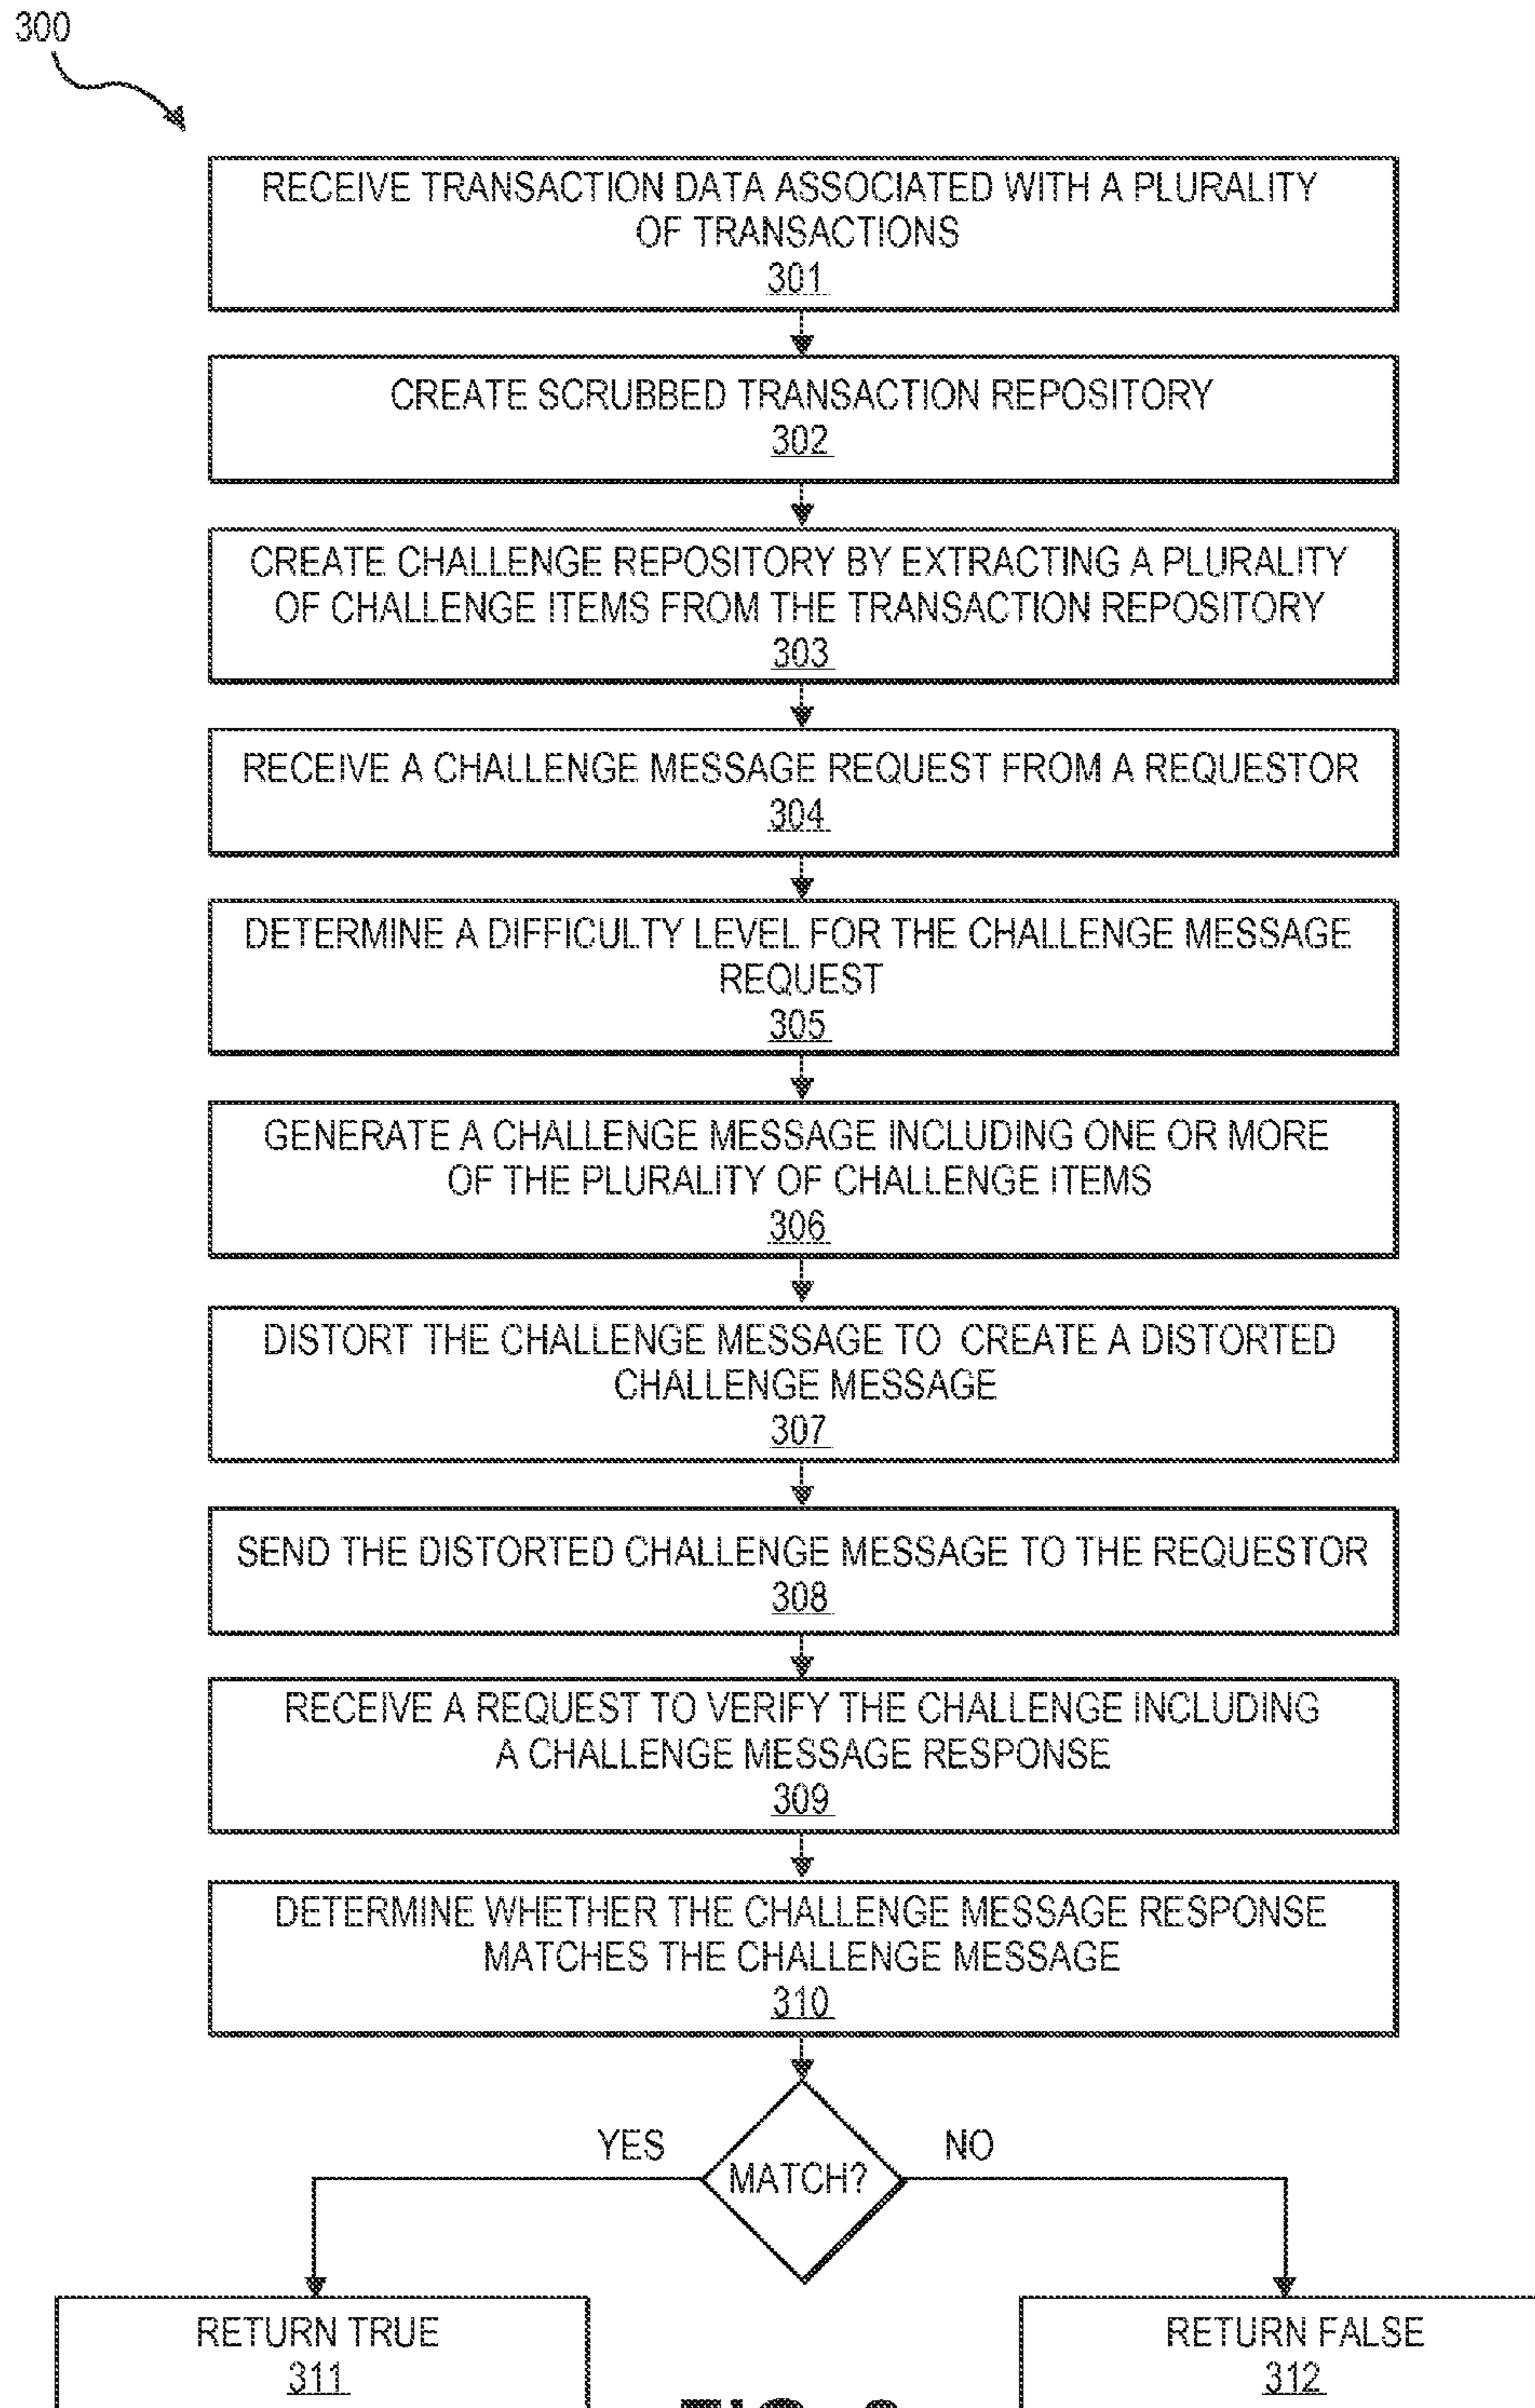 300
RECEIVE TRANSACTION DATA ASSOCIATED WITH A PLURALITY
OF TRANSACTIONS
301
CREATE SCRUBBED TRANSACTION REPOSITORY
302
CREATE CHALLENGE REPOSITORY BY EXTRACTING A PLURALITY
OF CHALLENGE ITEMS FROM THE TRANSACTION REPOSITORY
303
RECEIVE A CHALLENGE MESSAGE REQUEST FROM A REQUESTOR
304
DETERMINE A DIFFICULTY LEVEL FOR THE CHALLENGE MESSAGE
REQUEST
305
GENERATE A CHALLENGE MESSAGE INCLUDING ONE OR MORE
OF THE PLURALITY OF CHALLENGE ITEMS
306
DISTORT THE CHALLENGE MESSAGE TO CREATE A DISTORTED
CHALLENGE MESSAGE
307
SEND THE DISTORTED CHALLENGE MESSAGE TO THE REQUESTOR
308
RECEIVE A REQUEST TO VERIFY THE CHALLENGE INCLUDING
A CHALLENGE MESSAGE RESPONSE
309
DETERMINE WHETHER THE CHALLENGE MESSAGE RESPONSE
MATCHES THE CHALLENGE MESSAGE
310
YES
NO
MATCH?
RETURN TRUE
311
RETURN FALSE
312